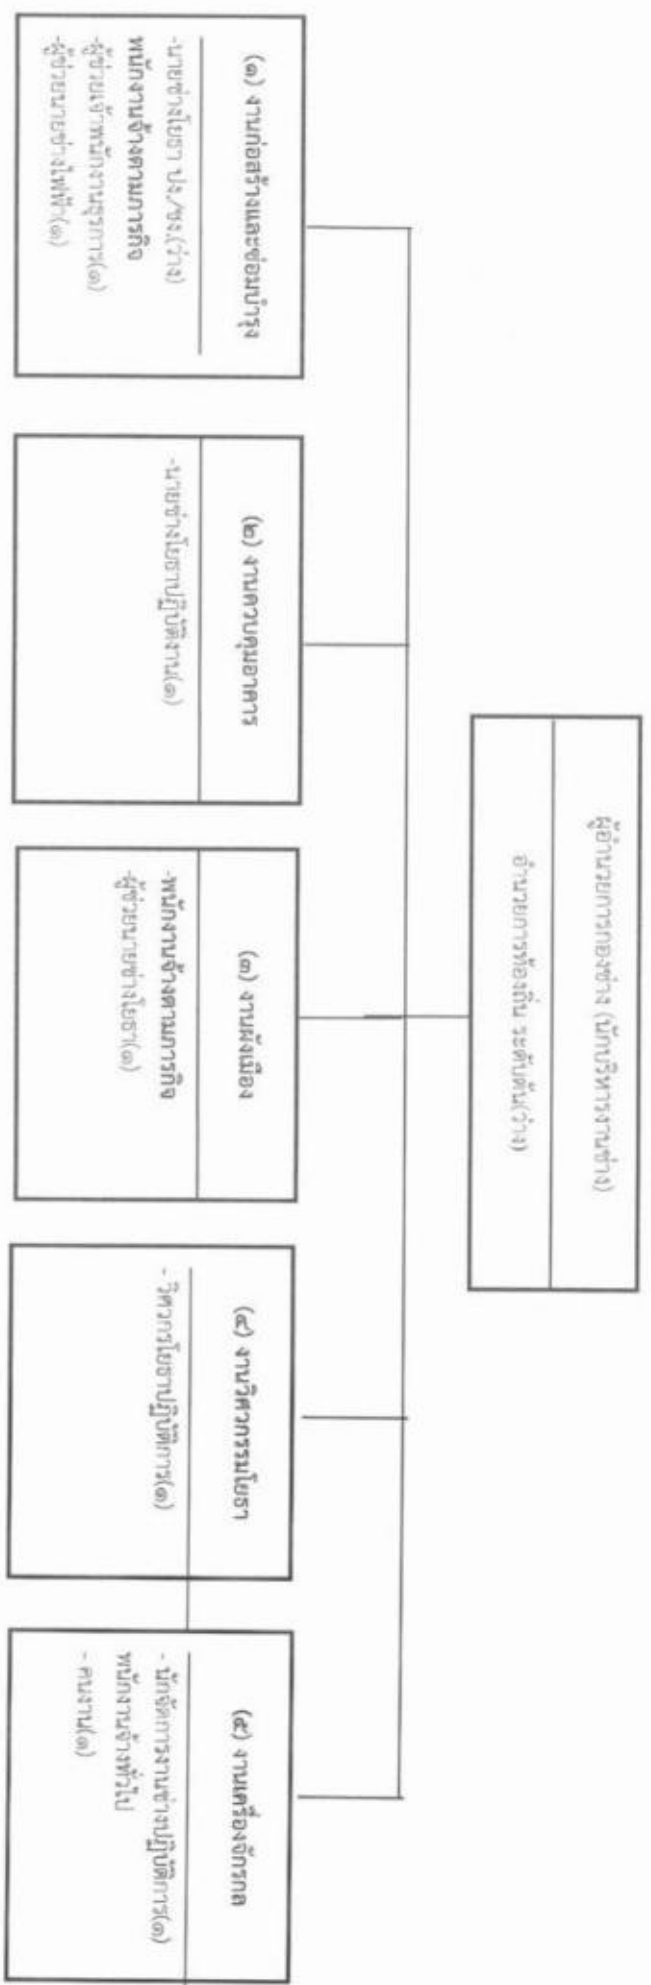 ผู้อำนวยการกองช่าง (นักบริหารงานช่าง)
อำนวยการท้องถิ่น ระดับต้น(ว่าง)
(๑) งานก่อสร้างและซ่อมบำรุง
-นายช่างโยธา ปง/ชง.(ว่าง)
พนักงานจ้างตามภารกิจ
-ผู้ช่วยเจ้าพนักงานธุรการ(๑)
-ผู้ช่วยนายช่างไฟฟ้า(๑)
(๒) งานควบคุมอาคาร
-นายช่างโยธาปฏิบัติงาน(๑)
(๓) งานผังเมือง
-พนักงานจ้างตามภารกิจ
-ผู้ช่วยนายช่างโยธา(๑)
(๔) งานวิศวกรรมโยธา
- วิศวกรโยธาปฏิบัติการ(๑)
(๕) งานเครื่องจักรกล
- นักจัดการงานช่างปฏิบัติการ(๑)
พนักงานจ้างทั่วไป
- คนงาน(๑)